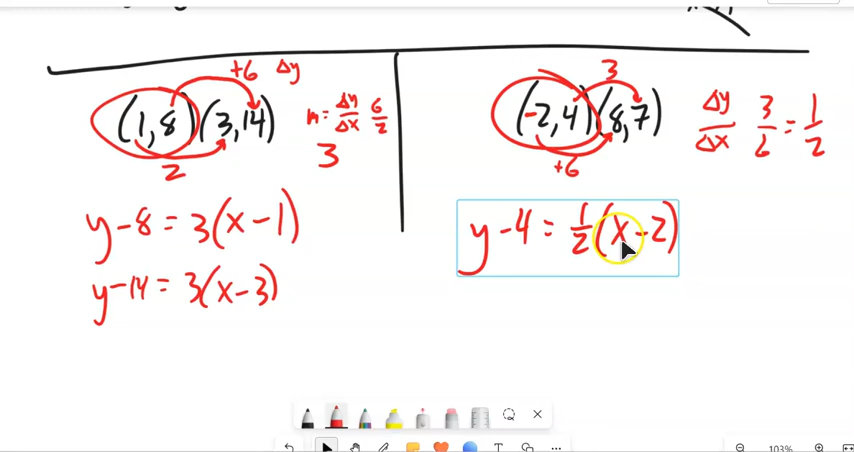 +6 Δy
(1,8)(3,14)
2
m = Δy/Δx 6/2
3
y-8 = 3(x-1)
y-14 = 3(x-3)
3
(-2,4)(8,7)
+6
Δy/Δx 3/6 = 1/2
y-4 = 1/2(x-2)
103%